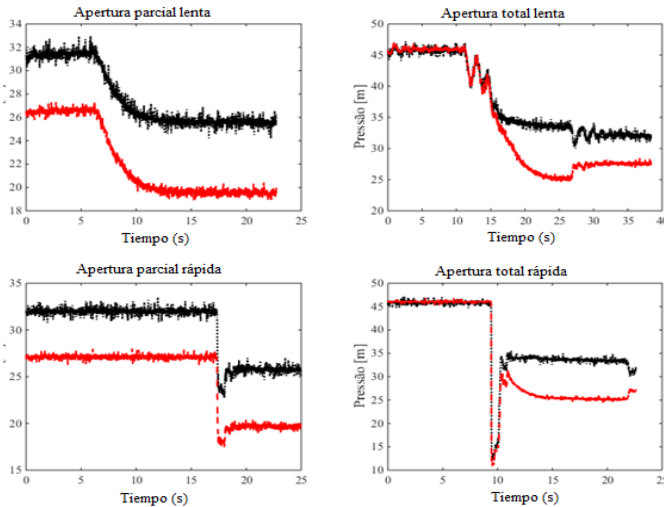 Apertura parcial lenta
32
30
28
26
24
22
20
18
0 5 10 15 20 25
Tiempo (s)
Apertura total lenta
50
45
40
35
30
25
20
Pressão [m]
0 5 10 15 20 25 30 35 40
Tiempo (s)
Apertura parcial rápida
35
30
25
20
15
0 5 10 15 20 25
Tiempo (s)
Apertura total rápida
50
45
40
35
30
25
20
15
10
Pressão [m]
0 5 10 15 20 25
Tiempo (s)